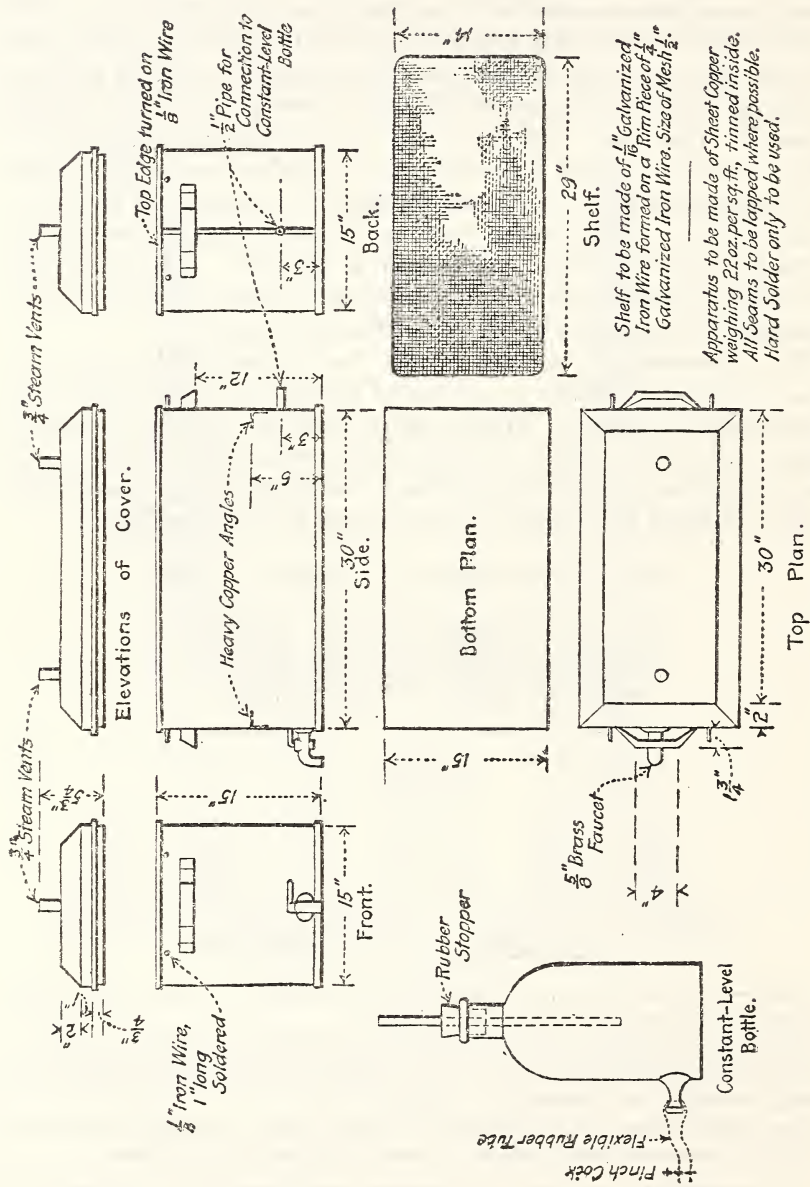 3/4" Steam Vents
3/4" Steam Vents
5 3/4"
2"
1"
3/4"
Elevations of Cover.
Top Edge turned on
1/8" Iron Wire
1/2" Pipe for
Connection to
Constant-Level
Bottle
1/8" Iron Wire,
1" long
Soldered
15"
15"
Front.
Heavy Copper Angles
12"
3"
30"
Side.
3"
15"
Back.
15"
Bottom Plan.
14"
29"
Shelf.
Shelf to be made of 1/16" Galvanized
Iron Wire formed on a Rim Piece of 1/4"
Galvanized Iron Wire. Size of Mesh 1/2".
Apparatus to be made of Sheet Copper
weighing 22 oz. per sq. ft., tinned inside.
All Seams to be lapped where possible.
Hard Solder only to be used.
5/8" Brass
Faucet
4"
2"
30"
1 3/4"
Top Plan.
Rubber
Stopper
Constant-Level
Bottle.
Flexible Rubber Tube
Pinch Cock